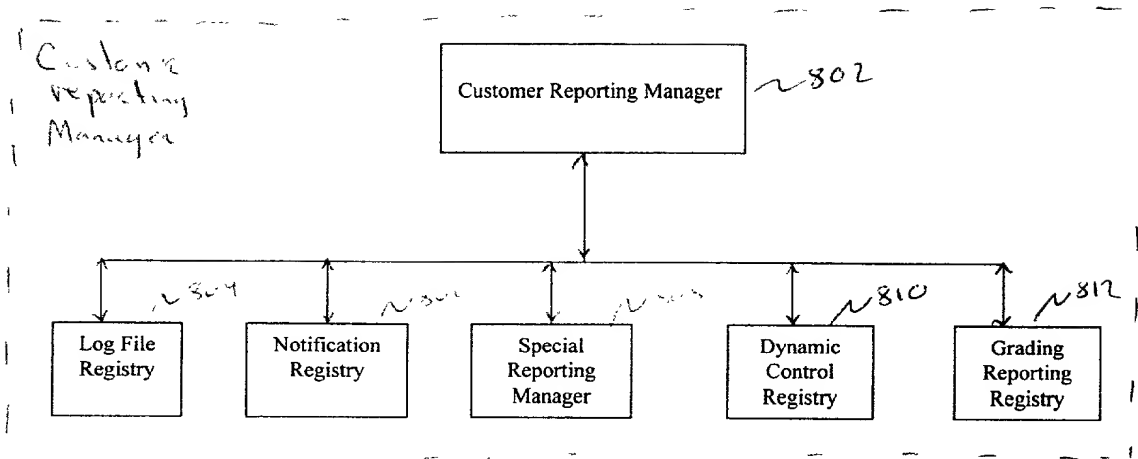 reporting
Manager
Customer Reporting Manager
802
804
810
812
Log File
Registry
Notification
Registry
Special
Reporting
Manager
Dynamic
Control
Registry
Grading
Reporting
Registry